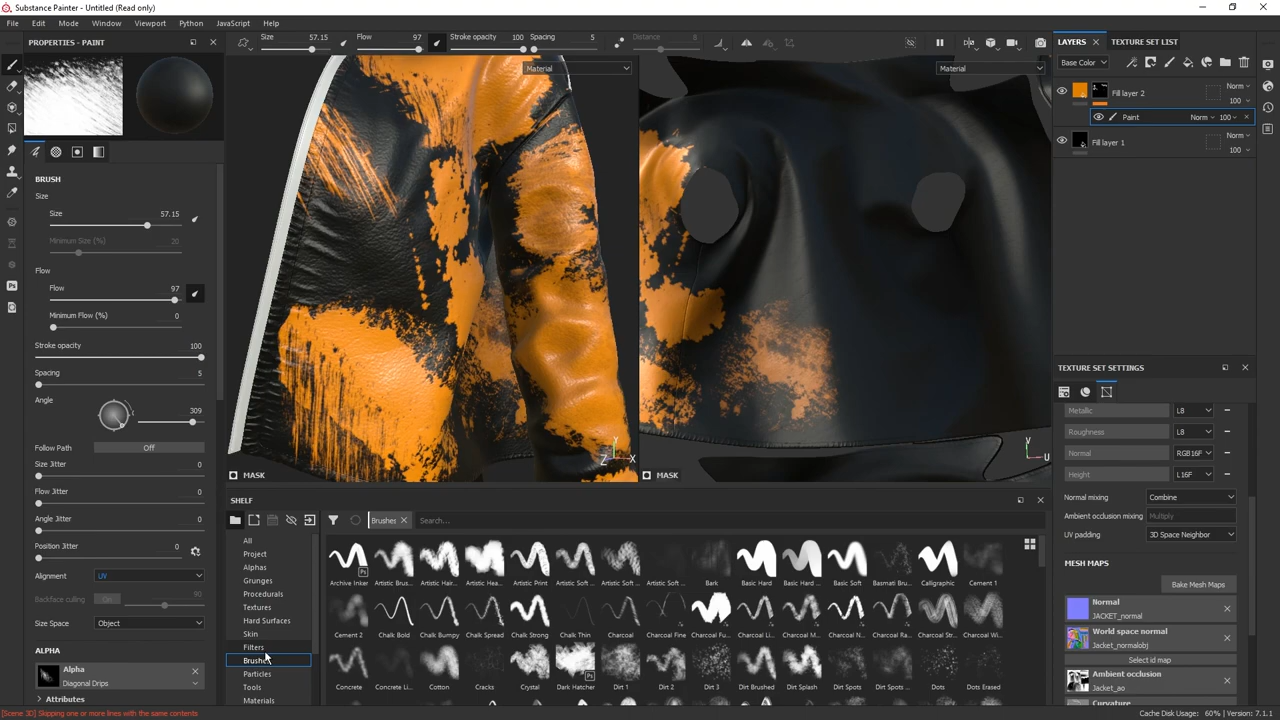 Substance Painter - Untitled (Read only)
File Edit Mode Window Viewport Python JavaScript Help
PROPERTIES - PAINT
Size 57.15 Flow 97 Stroke opacity 100 Spacing 5 Distance 8
Material
Material
LAYERS TEXTURE SET LIST
Base Color
Fill layer 2
Norm
100
Paint Norm 100
Fill layer 1
Norm
100
BRUSH
Size
Size 57.15
Minimum Size (%) 20
Flow
Flow 97
Minimum Flow (%) 0
Stroke opacity 100
Spacing 5
Angle
309
Follow Path Off
Size Jitter 0
Flow Jitter 0
Angle Jitter 0
Position Jitter 0
Alignment UV
Backface culling On 90
Size Space Object
ALPHA
Alpha
Diagonal Drips
Attributes
Y
Z X
MASK
V
U
MASK
SHELF
Brushes Search...
All
Project
Alphas
Grunges
Procedurals
Textures
Hard Surfaces
Skin
Filters
Brushes
Particles
Tools
Materials
Archive Inker Artistic Brus... Artistic Hair... Artistic Hea... Artistic Print Artistic Soft ... Artistic Soft ... Artistic Soft ... Bark Basic Hard Basic Hard ... Basic Soft Basmati Bru... Calligraphic Cement 1
Cement 2 Chalk Bold Chalk Bumpy Chalk Spread Chalk Strong Chalk Thin Charcoal Charcoal Fine Charcoal Fu... Charcoal Li... Charcoal M... Charcoal N... Charcoal Ra... Charcoal Str... Charcoal Wi...
Concrete Concrete Li... Cotton Cracks Crystal Dark Hatcher Dirt 1 Dirt 2 Dirt 3 Dirt Brushed Dirt Splash Dirt Spots Dirt Spots Dots Dots Erased
TEXTURE SET SETTINGS
Metallic L8
Roughness L8
Normal RGB16F
Height L16F
Normal mixing Combine
Ambient occlusion mixing Multiply
UV padding 3D Space Neighbor
MESH MAPS
Bake Mesh Maps
Normal
JACKET_normal
World space normal
Jacket_normalobj
Select id map
Ambient occlusion
Jacket_ao
Curvature
[Scene 3D] Skipping one or more lines with the same contents
Cache Disk Usage: 60% | Version: 7.1.1